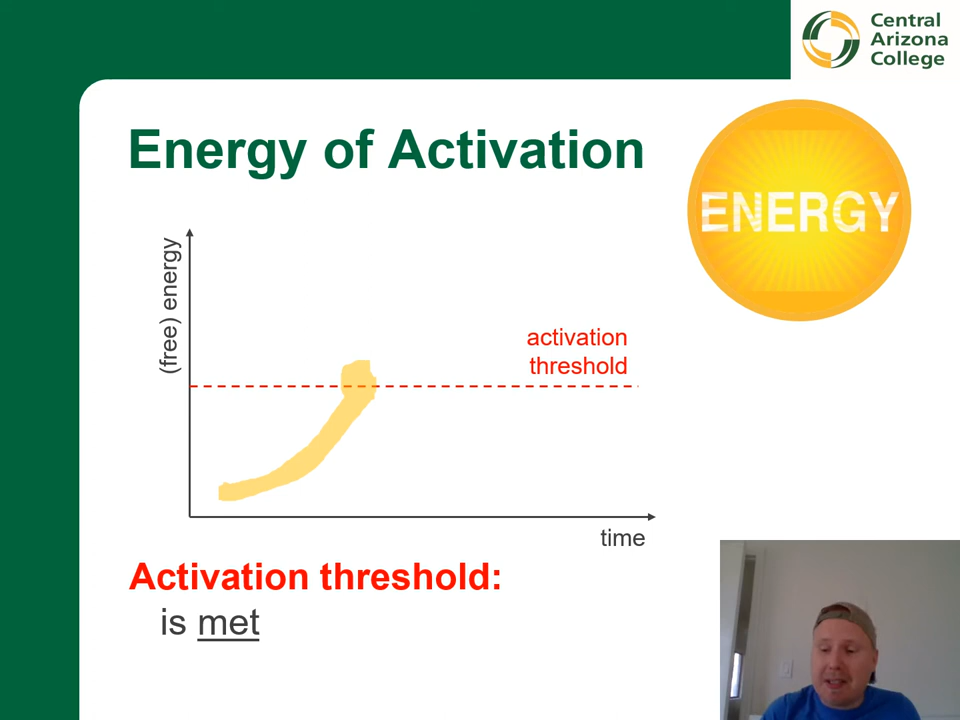 Central
Arizona
College
Energy of Activation
ENERGY
(free) energy
activation
threshold
time
Activation threshold:
is met